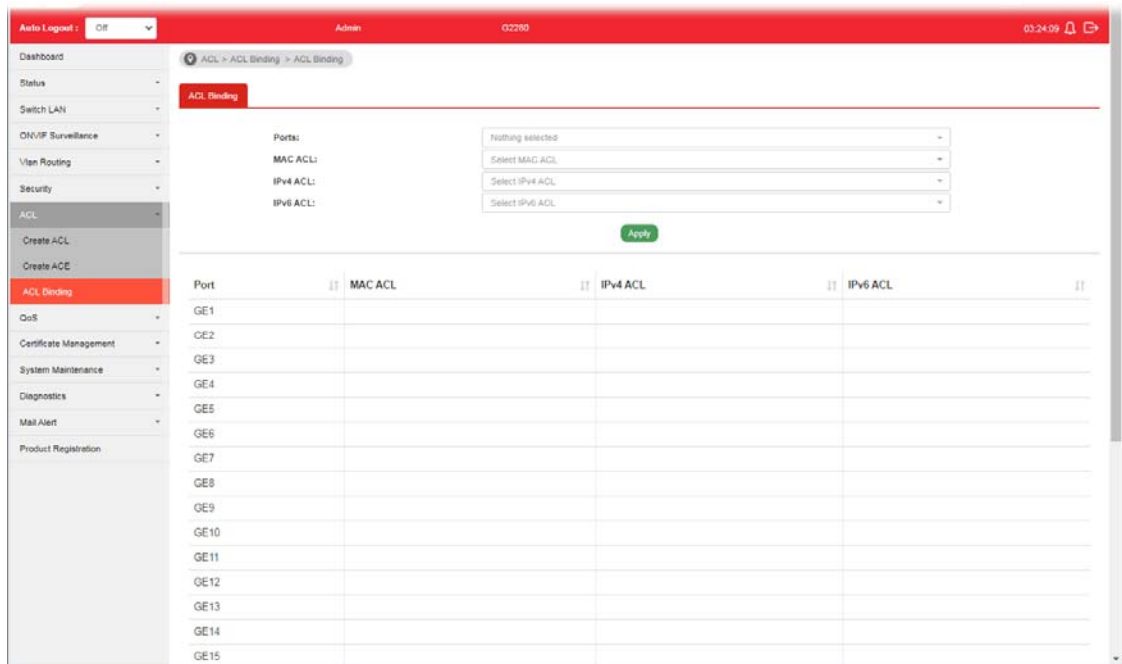 Auto Logout : Off Admin G2280 03:24:09
Dashboard
Status
Switch LAN
ONVIF Surveillance
Vlan Routing
Security
ACL
Create ACL
Create ACE
ACL Binding
QoS
Certificate Management
System Maintenance
Diagnostics
Mail Alert
Product Registration
ACL > ACL Binding > ACL Binding
ACL Binding
Ports: Nothing selected
MAC ACL: Select MAC ACL
IPv4 ACL: Select IPv4 ACL
IPv6 ACL: Select IPv6 ACL
Apply
Port MAC ACL IPv4 ACL IPv6 ACL
GE1
GE2
GE3
GE4
GE5
GE6
GE7
GE8
GE9
GE10
GE11
GE12
GE13
GE14
GE15